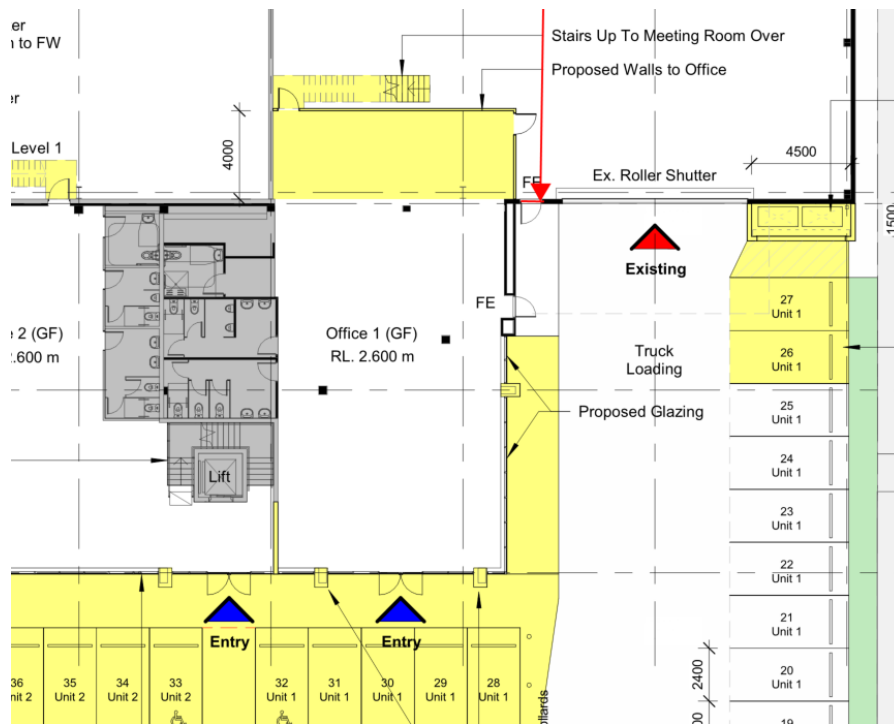 er
n to FW
er
Level 1
Stairs Up To Meeting Room Over
Proposed Walls to Office
4000
4500
FE
Ex. Roller Shutter
1500
Existing
27
Unit 1
FE
e 2 (GF)
2.600 m
Office 1 (GF)
RL. 2.600 m
Truck
Loading
26
Unit 1
Proposed Glazing
25
Unit 1
24
Unit 1
Lift
23
Unit 1
22
Unit 1
21
Unit 1
Entry
Entry
20
Unit 1
2400
36
Unit 2
35
Unit 2
34
Unit 2
33
Unit 2
32
Unit 1
31
Unit 1
30
Unit 1
29
Unit 1
28
Unit 1
ollards
00
19